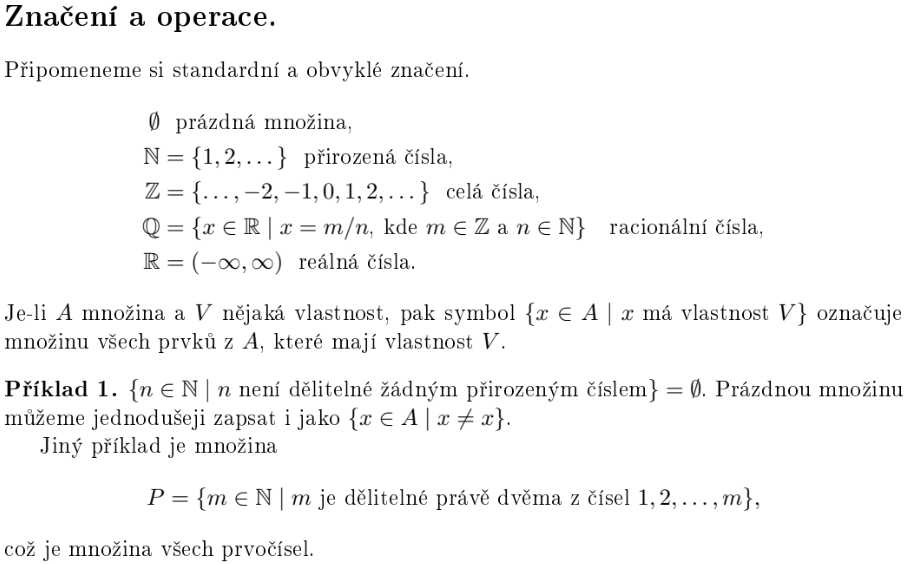 Značení a operace.
Připomeneme si standardní a obvyklé značení.
∅ prázdná množina,
ℕ = {1, 2, . . . } přirozená čísla,
ℤ = {. . . , −2, −1, 0, 1, 2, . . . } celá čísla,
ℚ = {x ∈ ℝ | x = m/n, kde m ∈ ℤ a n ∈ ℕ} racionální čísla,
ℝ = (−∞, ∞) reálná čísla.
Je-li A množina a V nějaká vlastnost, pak symbol {x ∈ A | x má vlastnost V} označuje
množinu všech prvků z A, které mají vlastnost V.
Příklad 1. {n ∈ ℕ | n není dělitelné žádným přirozeným číslem} = ∅. Prázdnou množinu
můžeme jednodušeji zapsat i jako {x ∈ A | x ≠ x}.
Jiný příklad je množina
P = {m ∈ ℕ | m je dělitelné právě dvěma z čísel 1, 2, . . . , m},
což je množina všech prvočísel.